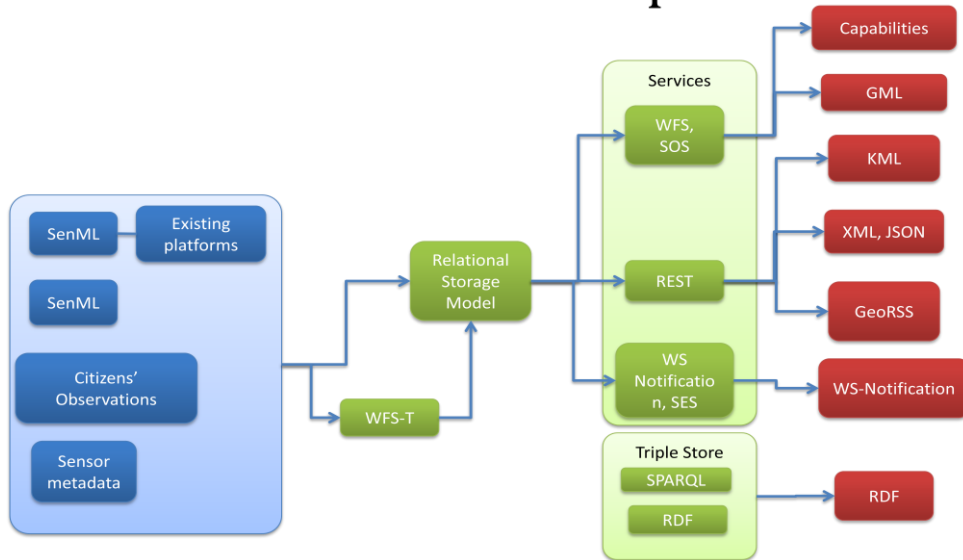 Capabilities
Services
GML
WFS,
SOS
KML
SenML
Existing
platforms
XML, JSON
Relational
Storage
Model
REST
SenML
GeoRSS
Citizens'
Observations
WS
Notificatio
n, SES
WS-Notification
WFS-T
Sensor
metadata
Triple Store
SPARQL
RDF
RDF